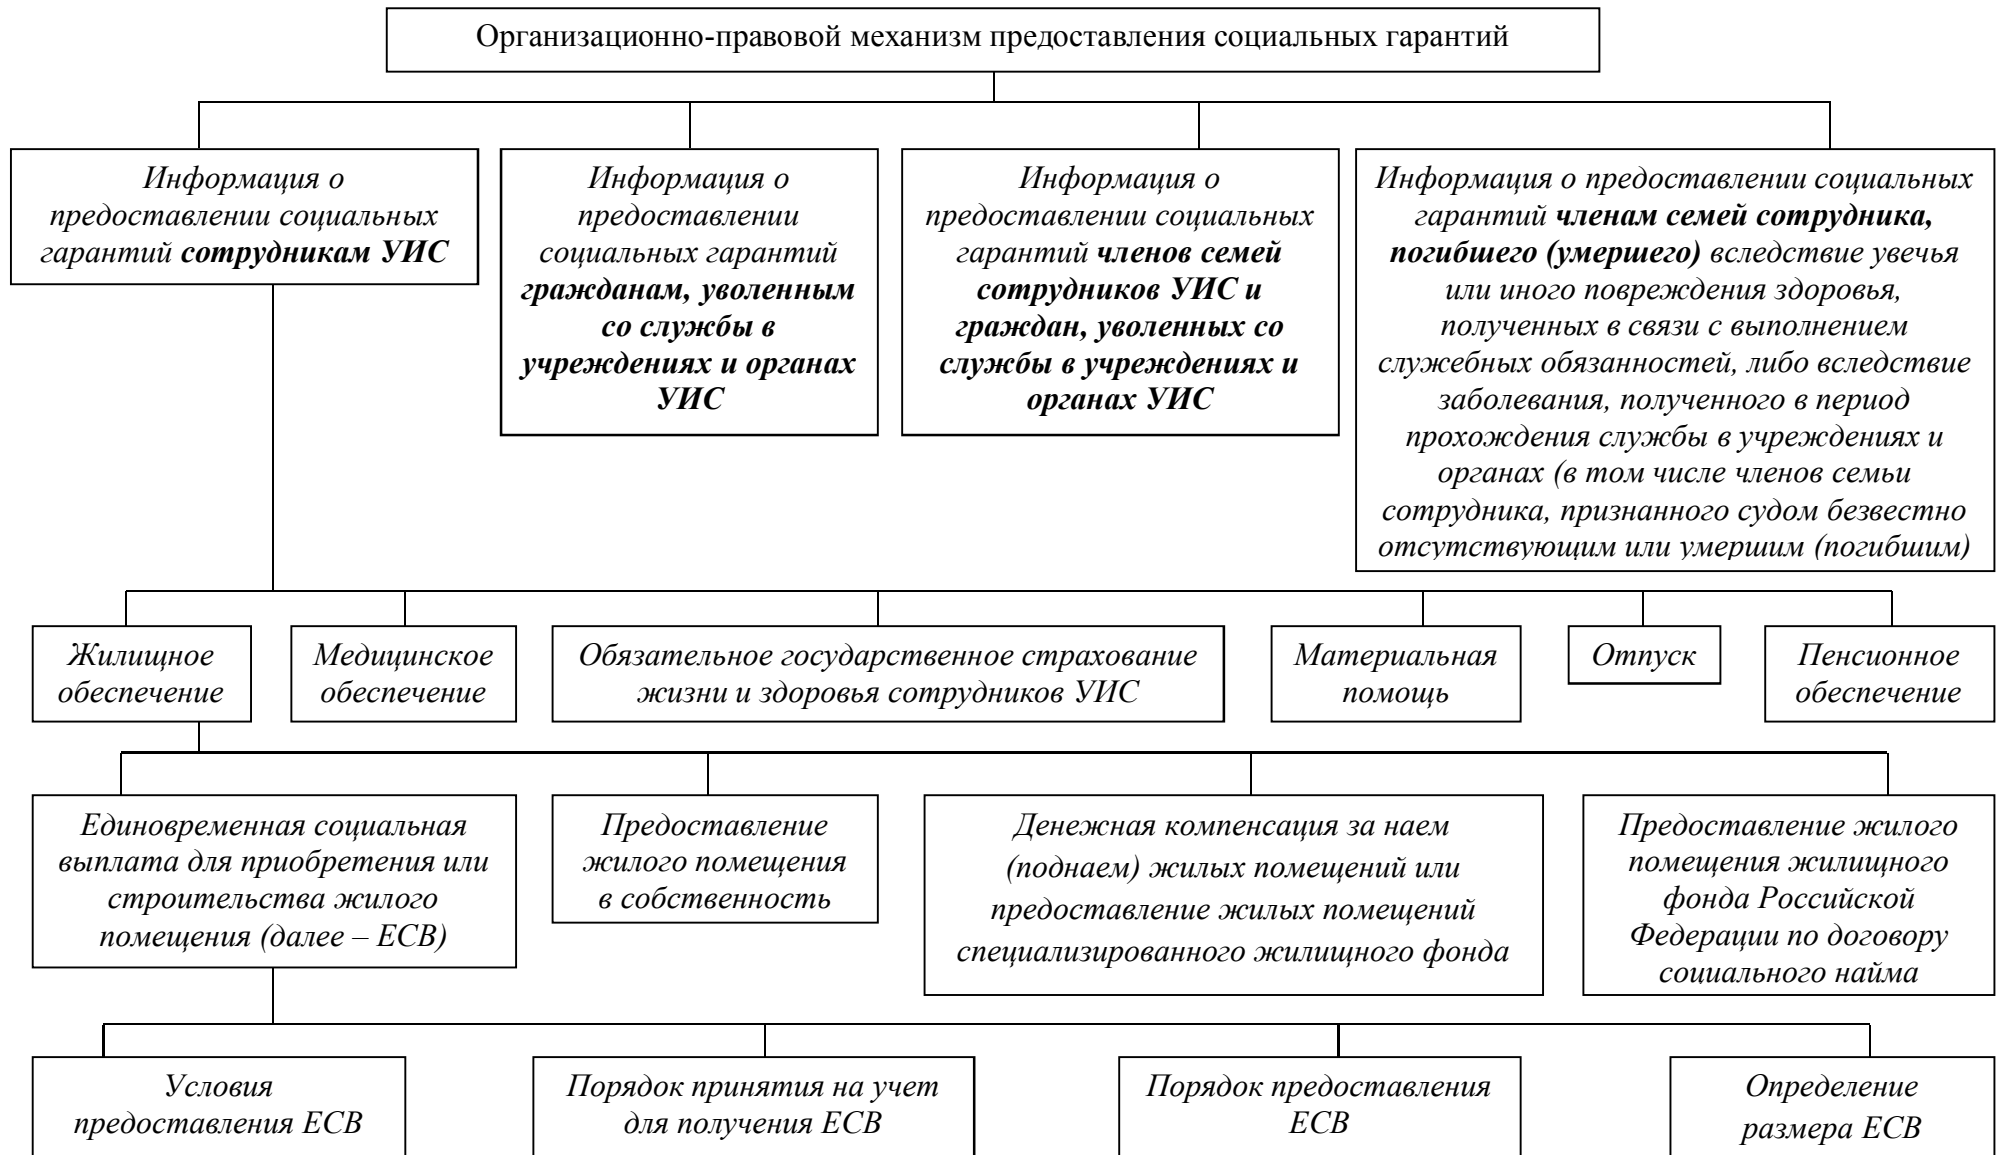 Организационно-правовой механизм предоставления социальных гарантий
Информация о
предоставлении социальных
гарантий сотрудникам УИС
Информация о
предоставлении
социальных гарантий
гражданам, уволенным
со службы в
учреждениях и органах
УИС
Информация о
предоставлении социальных
гарантий членов семей
сотрудников УИС и
граждан, уволенных со
службы в учреждениях и
органах УИС
Информация о предоставлении социальных
гарантий членам семей сотрудника,
погибшего (умершего) вследствие увечья
или иного повреждения здоровья,
полученных в связи с выполнением
служебных обязанностей, либо вследствие
заболевания, полученного в период
прохождения службы в учреждениях и
органах (в том числе членов семьи
сотрудника, признанного судом безвестно
отсутствующим или умершим (погибшим)
Жилищное
обеспечение
Медицинское
обеспечение
Обязательное государственное страхование
жизни и здоровья сотрудников УИС
Материальная
помощь
Отпуск
Пенсионное
обеспечение
Единовременная социальная
выплата для приобретения или
строительства жилого
помещения (далее – ЕСВ)
Предоставление
жилого помещения
в собственность
Денежная компенсация за наем
(поднаем) жилых помещений или
предоставление жилых помещений
специализированного жилищного фонда
Предоставление жилого
помещения жилищного
фонда Российской
Федерации по договору
социального найма
Условия
предоставления ЕСВ
Порядок принятия на учет
для получения ЕСВ
Порядок предоставления
ЕСВ
Определение
размера ЕСВ